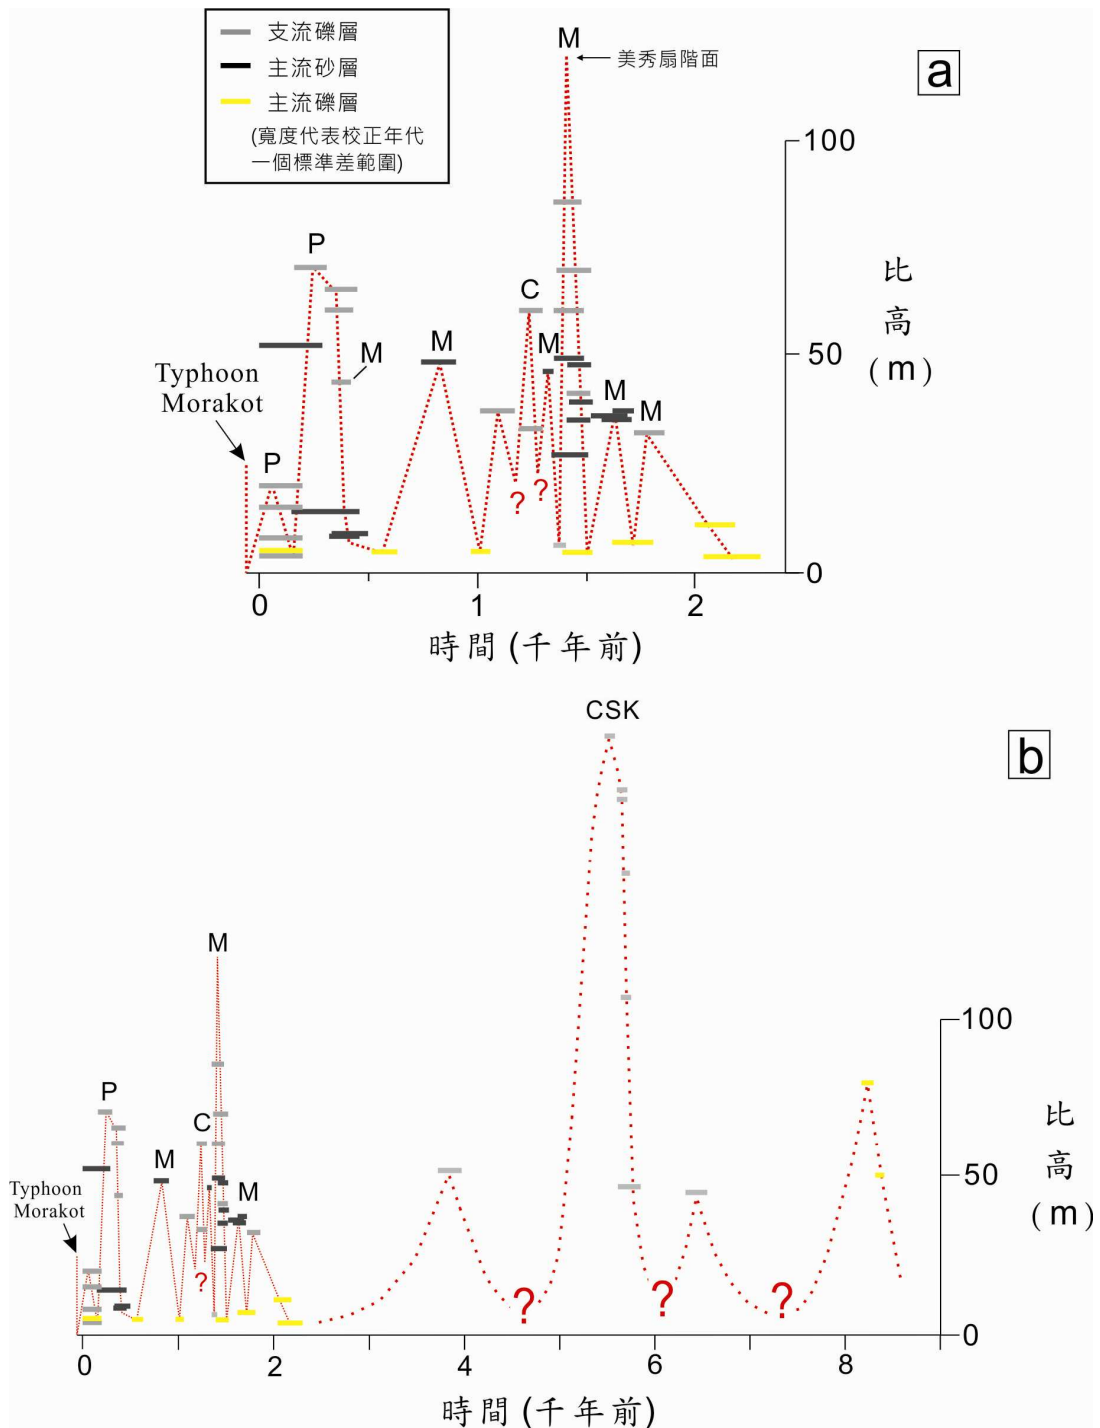 支流礫層
主流砂層
主流礫層
(寬度代表校正年代
一個標準差範圍)
M
美秀扇階面
a
100
P
比
高
(m)
C
M
M
50
M
Typhoon
Morakot
M
M
P
?
?
0
0
1
2
時間(千年前)
CSK
b
M
100
P
C
比
高
(m)
M
M
50
Typhoon
Morakot
?
?
?
?
0
0
2
4
6
8
時間(千年前)